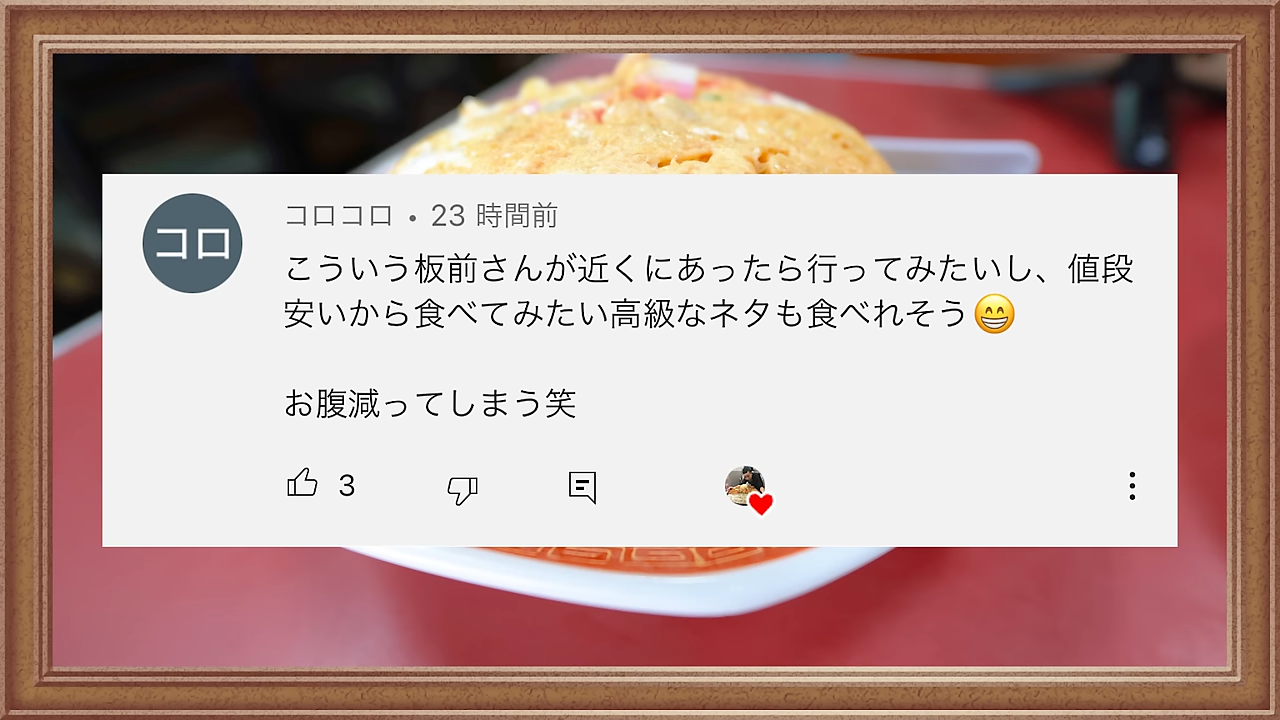 コロ
コロコロ • 23 時間前
こういう板前さんが近くにあったら行ってみたいし、値段
安いから食べてみたい高級なネタも食べれそう😁
お腹減ってしまう笑
3